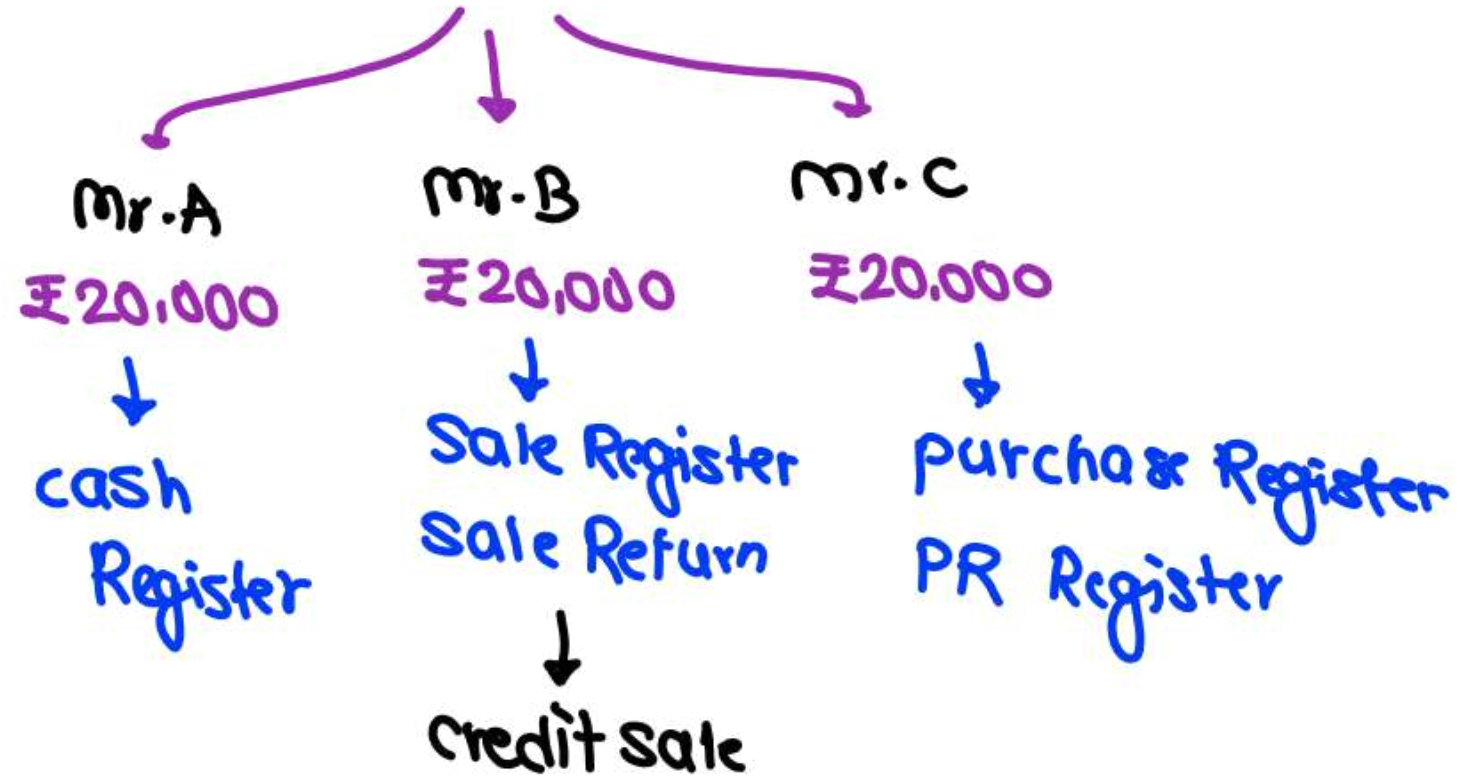 Mr.A
Mr.B
Mr.C
₹20,000
₹20,000
₹20,000
cash
Register
Sale Register
Sale Return
purchase Register
PR Register
credit sale